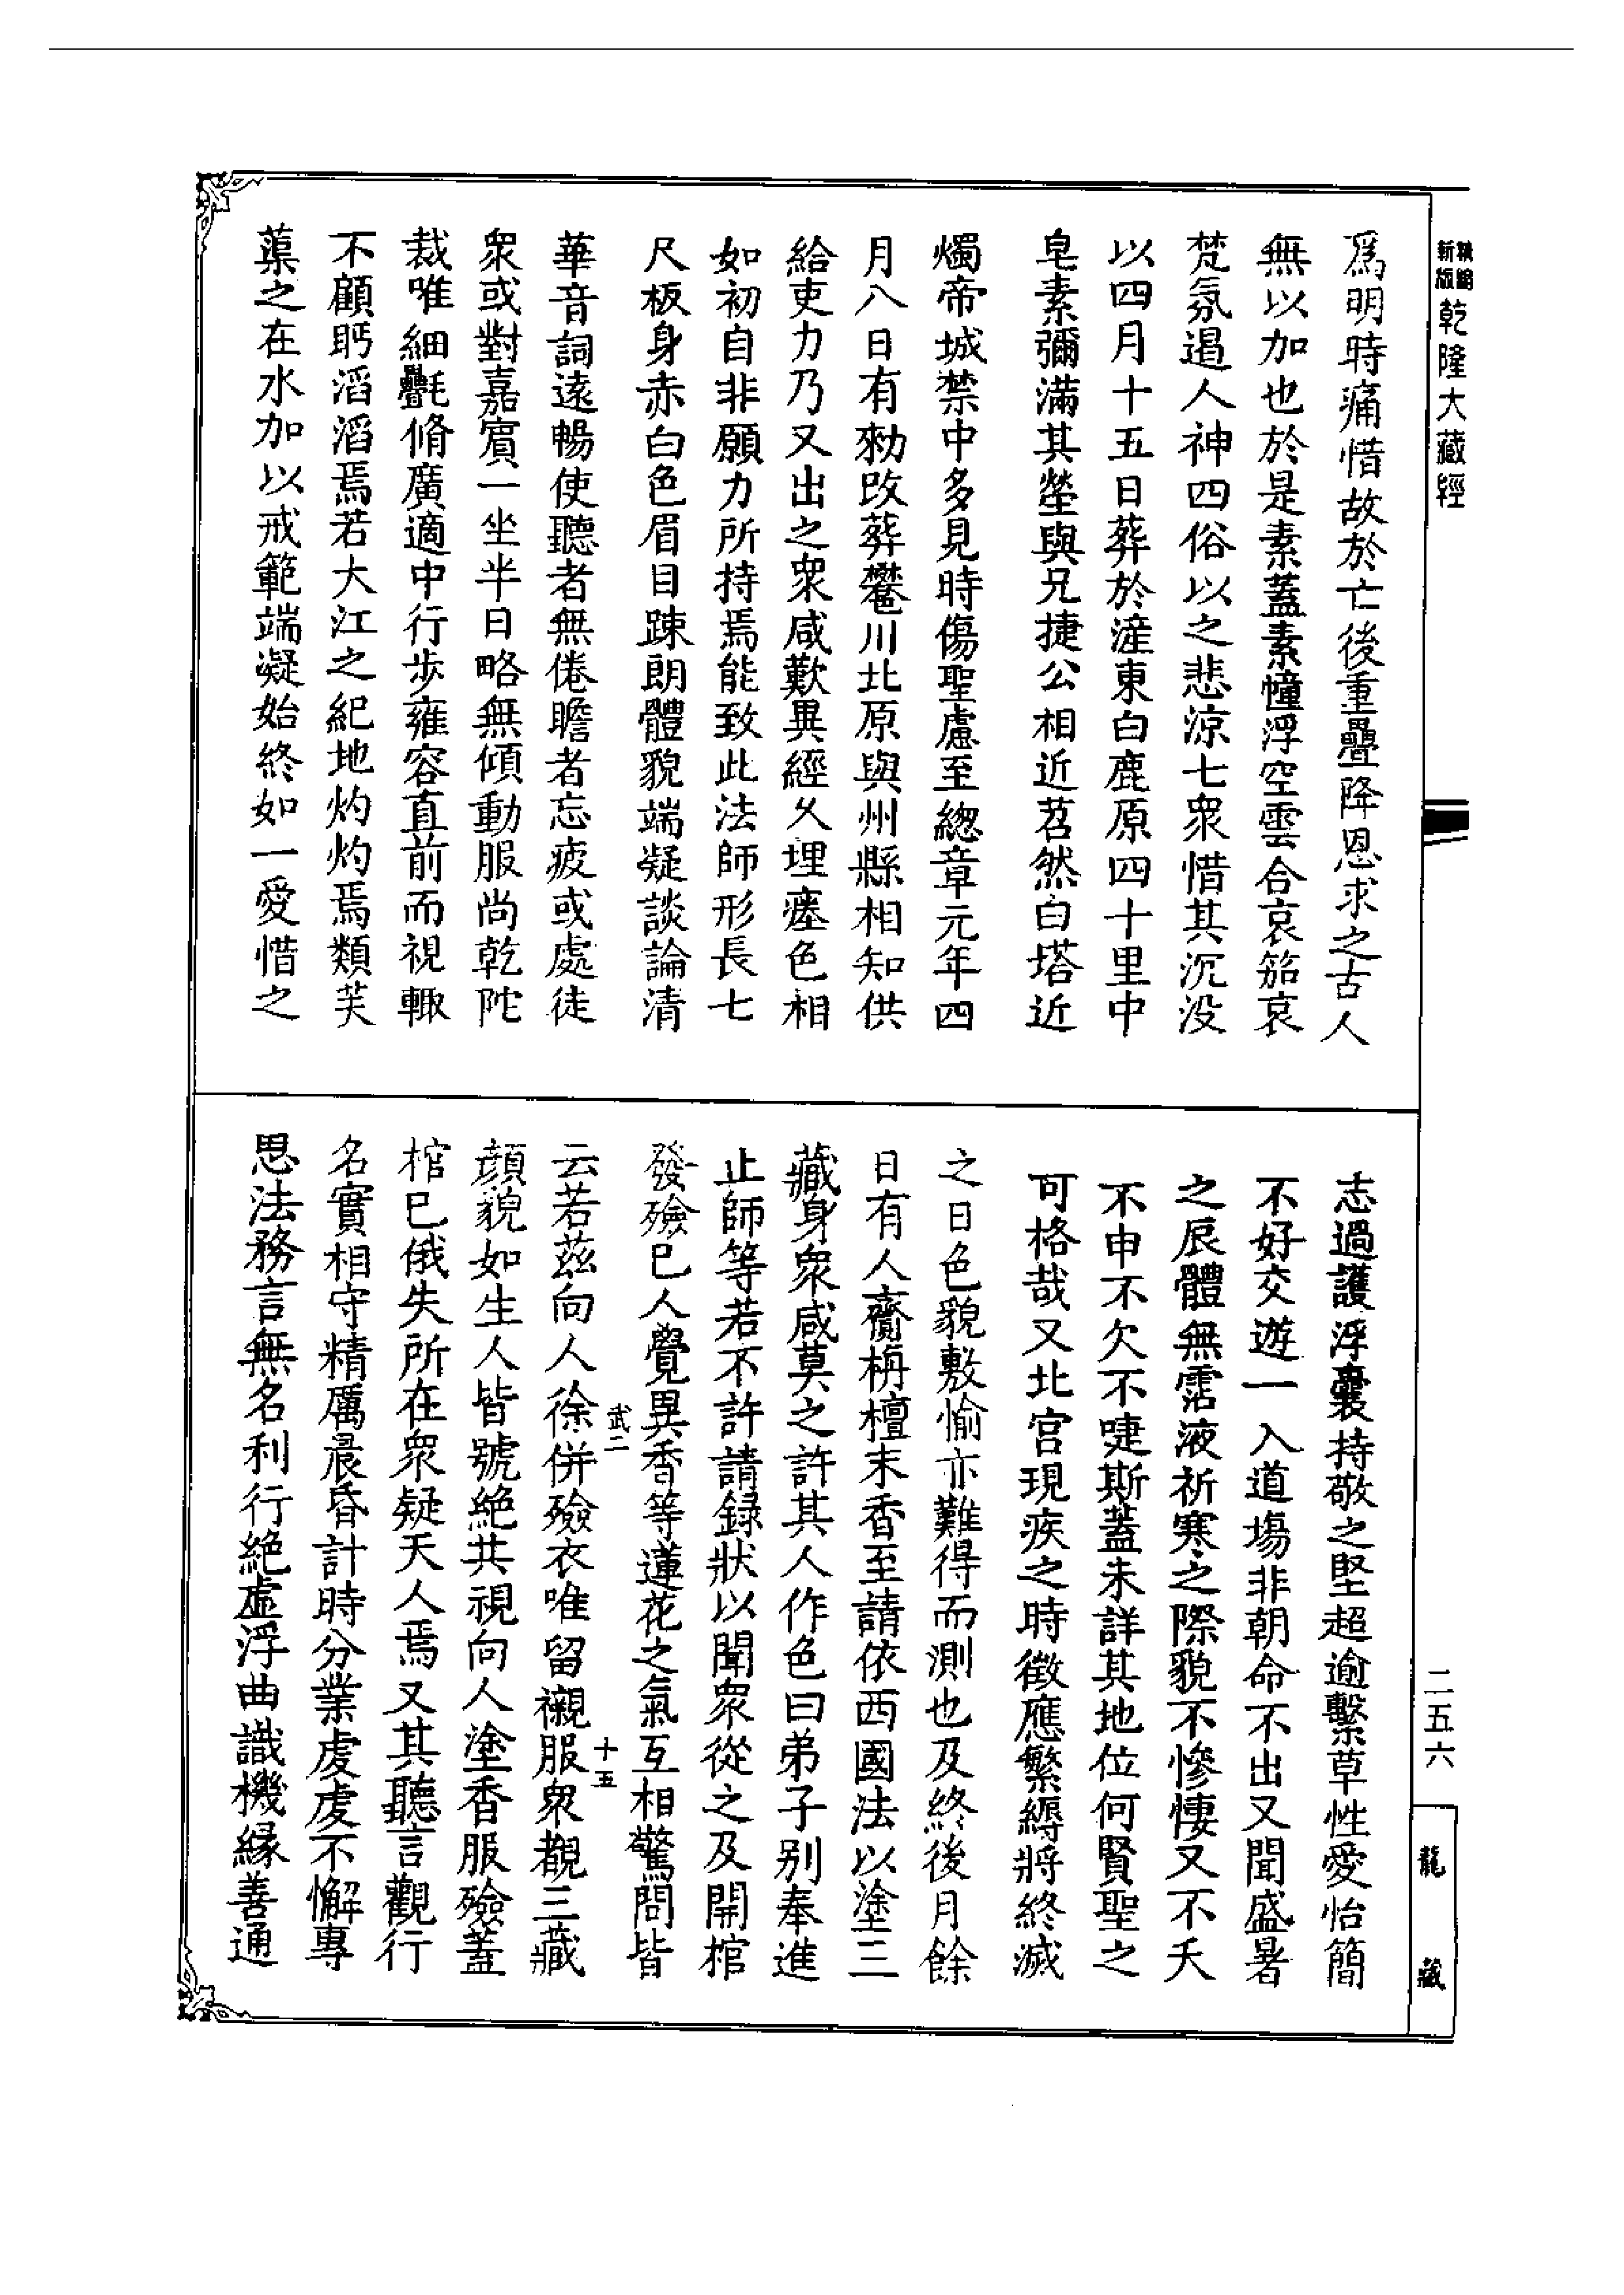 精編新版乾隆大藏經
爲明時痛惜故於亡後重疊降恩求之古人
無以加也於是素蓋素幢浮空雲合哀笳哀
梵氛遏人神四俗以之悲涼七衆惜其沉没
以四月十五日葬於滻東白鹿原四十里中
皂素彌滿其塋與兄捷公相近苕然白塔近
燭帝城禁中多見時傷聖慮至緫章元年四
月八日有勑改葬樊川北原與州縣相知供
給吏力乃又出之衆咸歎異經久埋瘞色相
如初自非願力所持焉能致此法師形長七
尺板身赤白色眉目踈朗體貌端凝談論清
華音詞遠暢使聽者無倦瞻者忘疲或處徒
衆或對嘉賓一坐半日略無傾動服尚乾陀
裁唯細㲲脩廣適中行步雍容直前而視輙
不顧眄滔滔焉若大江之紀地灼灼焉類芙
蕖之在水加以戒範端凝始終如一愛惜之
志過護浮囊持敬之堅超逾繫草性愛怡簡
不好交遊一入道場非朝命不出又聞盛暑
之辰體無霑液祈寒之際貌不慘悽又不夭
不申不欠不啑斯蓋未詳其地位何賢聖之
可格哉又北宫現疾之時徵應繁縟將終滅
之日色貌敷愉亦難得而測也及終後月餘
日有人齎栴檀末香至請依西國法以塗三
藏身衆咸莫之許其人作色曰弟子别奉進
止師等若不許請録狀以聞衆從之及開棺
發殮已人覺異香等蓮花之氣互相驚問皆
云若茲向人徐併殮衣唯留襯服衆覩三藏
武二
十五
顔貌如生人皆號絶共視向人塗香服殮蓋
棺已俄失所在衆疑天人焉又其聽言觀行
名實相守精厲晨昏計時分業虔虔不懈專
思法務言無名利行絶虚浮曲識機縁善通
二五六
龍藏